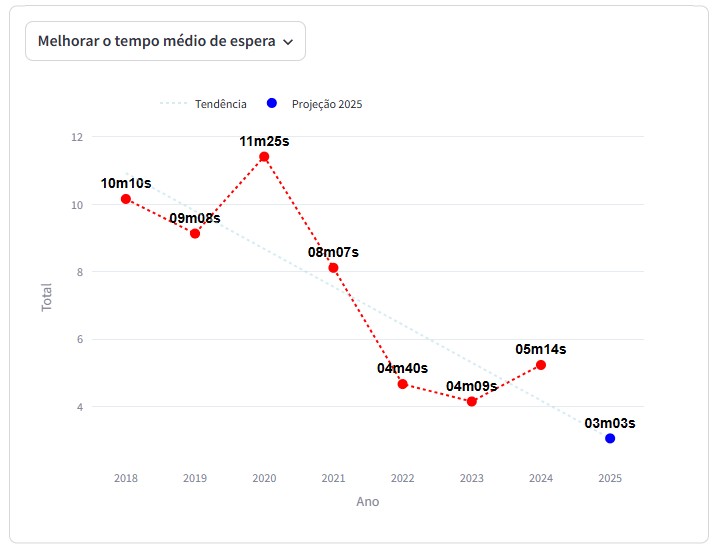 Melhorar o tempo médio de espera
Tendência Projeção 2025
12
11m25s
10m10s
10
09m08s
08m07s
8
Total
6
05m14s
04m40s
04m09s
4
03m03s
2018 2019 2020 2021 2022 2023 2024 2025
Ano